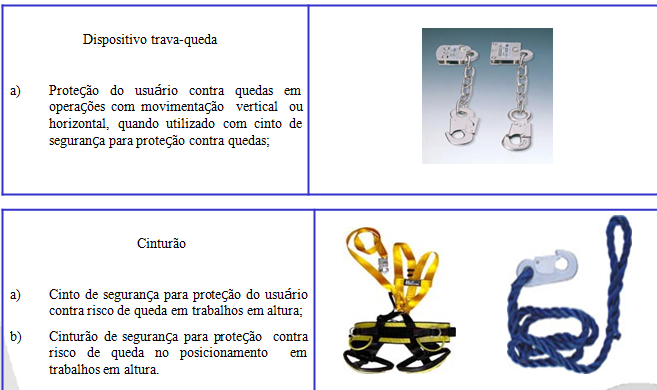 Dispositivo trava-queda
a) Proteção do usuário contra quedas em
operações com movimentação vertical ou
horizontal, quando utilizado com cinto de
segurança para proteção contra quedas;
Cinturão
a) Cinto de segurança para proteção do usuário
contra risco de queda em trabalhos em altura;
b) Cinturão de segurança para proteção contra
risco de queda no posicionamento em
trabalhos em altura.